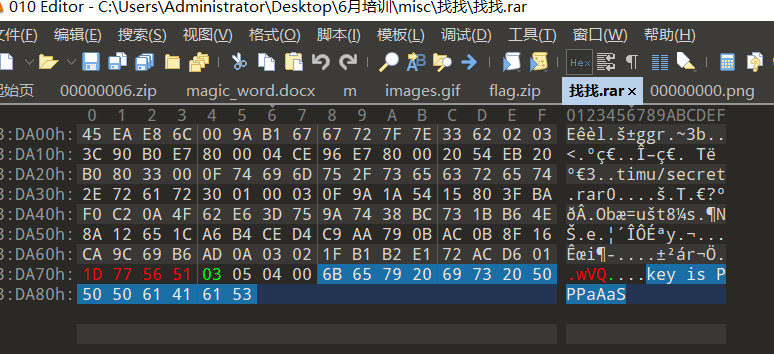 010 Editor - C:\Users\Administrator\Desktop\6月培训\misc\找找\找找.rar
文件(F) 编辑(E) 搜索(S) 视图(V) 格式(O) 脚本(I) 模板(L) 调试(D) 工具(T) 窗口(W) 帮助(H)
起始页 00000006.zip magic_word.docx m images.gif flag.zip 找找.rar × 00000000.png
0 1 2 3 4 5 6 7 8 9 A B C D E F 0123456789ABCDEF
3:DA00h: 45 EA E8 6C 00 9A B1 67 67 72 7F 7E 33 62 02 03 Eêèl.š±ggr.~3b..
3:DA10h: 3C 90 B0 E7 80 00 04 CE 96 E7 80 00 20 54 EB 20 <.°ç€..Î–ç€. Të
3:DA20h: B0 80 33 00 0F 74 69 6D 75 2F 73 65 63 72 65 74 °€3..timu/secret
3:DA30h: 2E 72 61 72 30 01 00 03 0F 9A 1A 54 15 80 3F BA .rar0....š.T.€?º
3:DA40h: F0 C2 0A 4F 62 E6 3D 75 9A 74 38 BC 73 1B B6 4E ðÂ.Obæ=ušt8¼s.¶N
3:DA50h: 8A 12 65 1C A6 B4 CE D4 C9 AA 79 0B AC 0B 8F 16 Š.e.¦´ÎÔÉªy.¬...
3:DA60h: CA 9C 69 B6 AD 0A 03 02 1F B1 B2 E1 72 AC D6 01 Êœi¶­....±²ár¬Ö.
3:DA70h: 1D 77 56 51 03 05 04 00 6B 65 79 20 69 73 20 50 .wVQ....key is P
3:DA80h: 50 50 61 41 61 53 PPaAaS